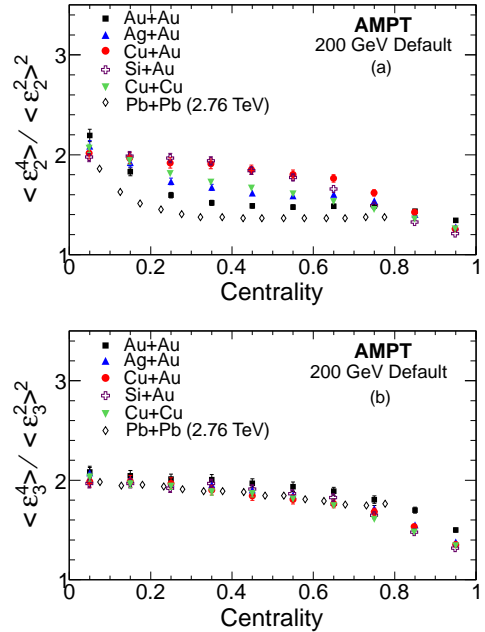 Au+Au
Ag+Au
Cu+Au
Si+Au
Cu+Cu
Pb+Pb (2.76 TeV)
AMPT
200 GeV Default
(a)
< ε₂⁴ > / < ε₂² >²
3
2
1
0 0.2 0.4 0.6 0.8 1
Centrality
Au+Au
Ag+Au
Cu+Au
Si+Au
Cu+Cu
Pb+Pb (2.76 TeV)
AMPT
200 GeV Default
(b)
< ε₃⁴ > / < ε₃² >²
3
2
1
0 0.2 0.4 0.6 0.8 1
Centrality